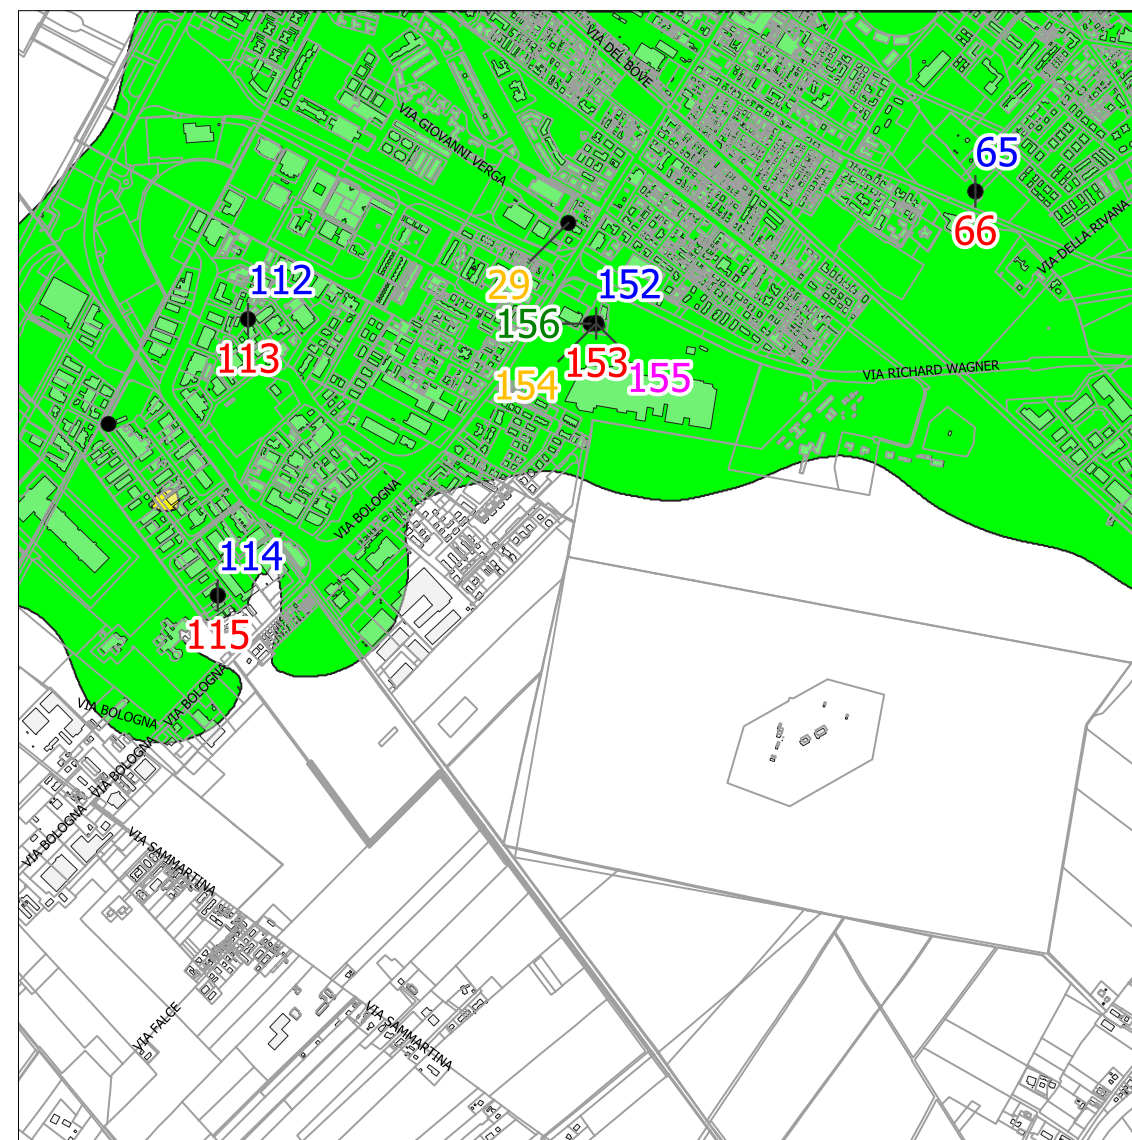 VIA DEL BOVE
VIA GIOVANNI VERGA
65
66
VIA DELLA RIVANA
29
112
152
156
113
153
154
155
VIA RICHARD WAGNER
VIA BOLOGNA
114
115
VIA BOLOGNA
VIA BOLOGNA
VIA BOLOGNA
VIA BOLOGNA
VIA SAMMARTINA
VIA FALCE
VIA SAMMARTINA